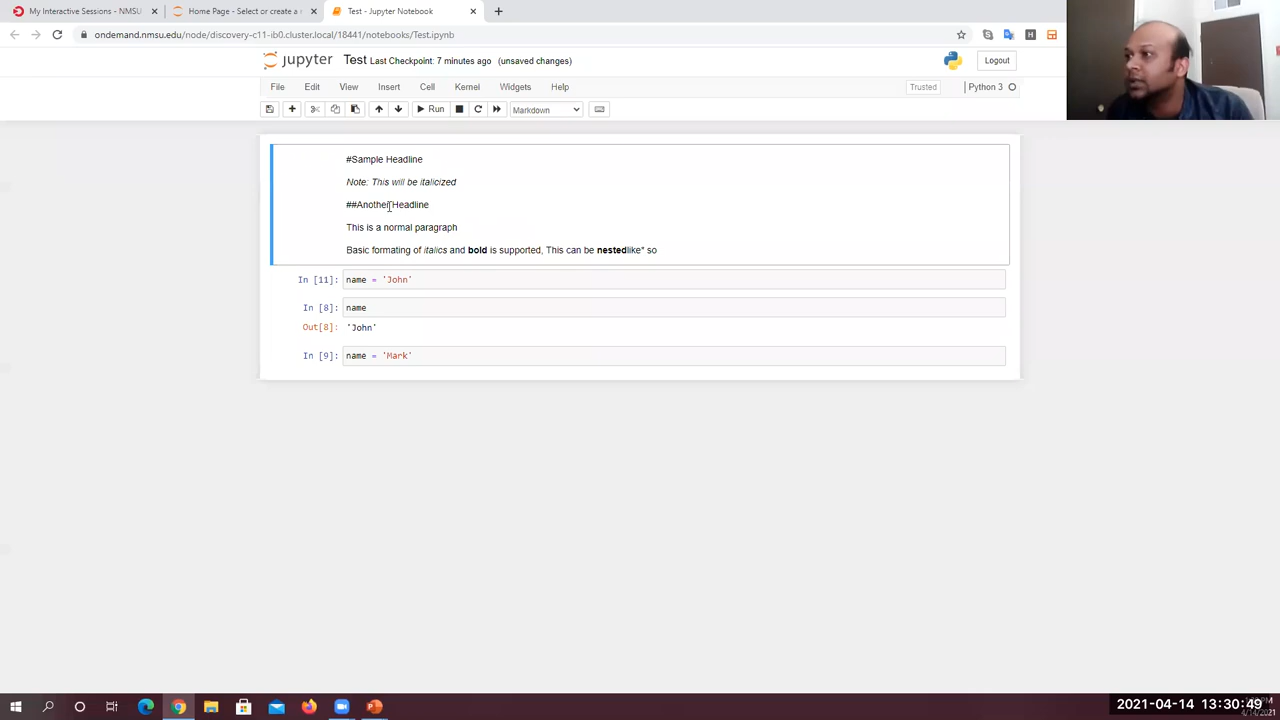 My Interactive Sessions - NMSU
Home Page - Select or create a
Test - Jupyter Notebook
ondemand.nmsu.edu/node/discovery-c11-ib0.cluster.local/18441/notebooks/Test.ipynb
jupyter Test Last Checkpoint: 7 minutes ago (unsaved changes)
Logout
File Edit View Insert Cell Kernel Widgets Help
Trusted
Python 3
Run
Markdown
#Sample Headline
Note: This will be italicized
##Another Headline
This is a normal paragraph
Basic formating of italics and bold is supported, This can be nestedlike* so
In [11]: name = 'John'
In [8]: name
Out[8]: 'John'
In [9]: name = 'Mark'
2021-04-14 13:30:49